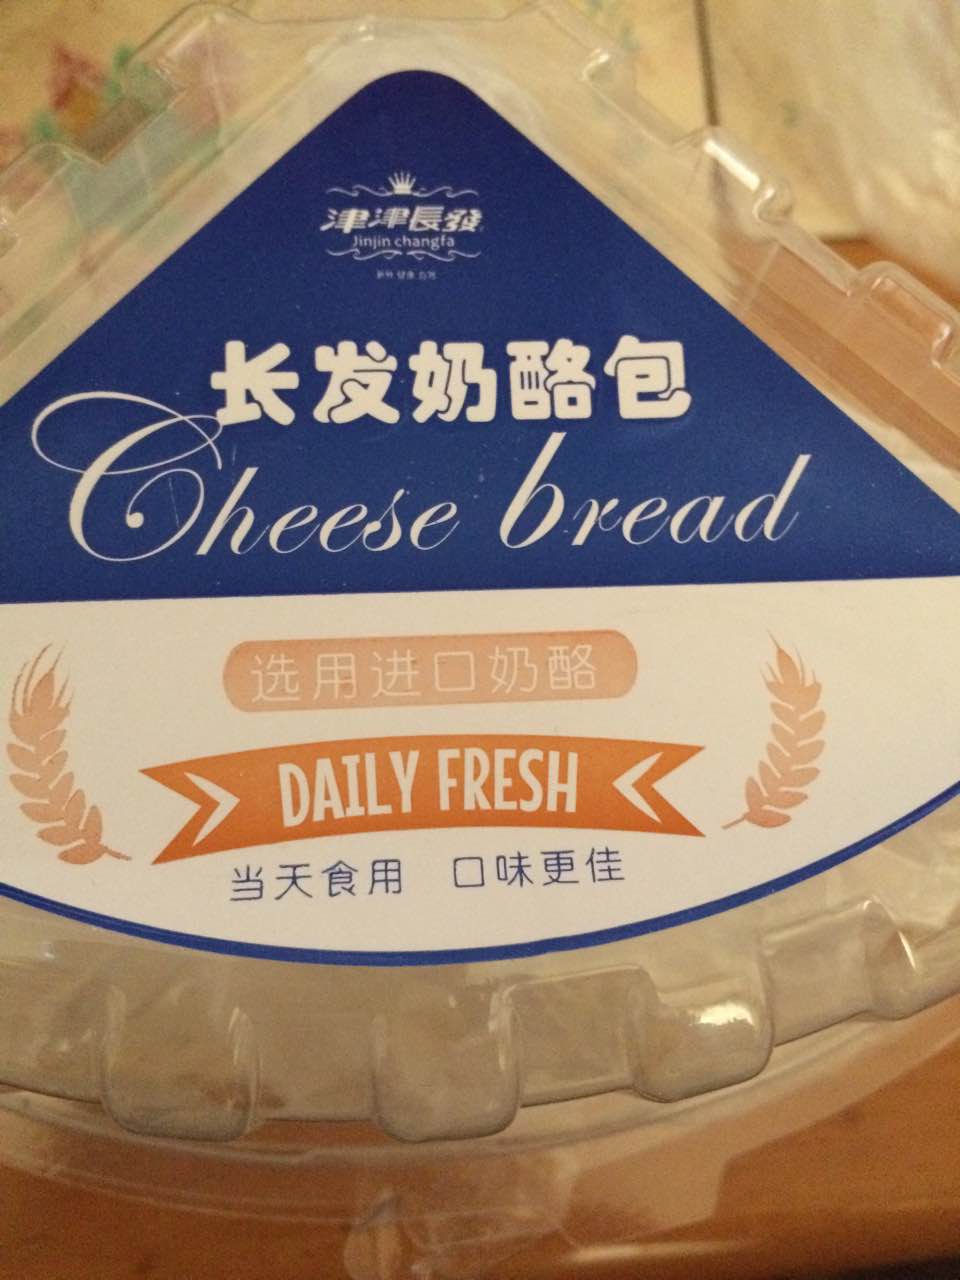 津津長發
Jinjin changfa
长发奶酪包
Cheese bread
选用进口奶酪
DAILY FRESH
当天食用 口味更佳